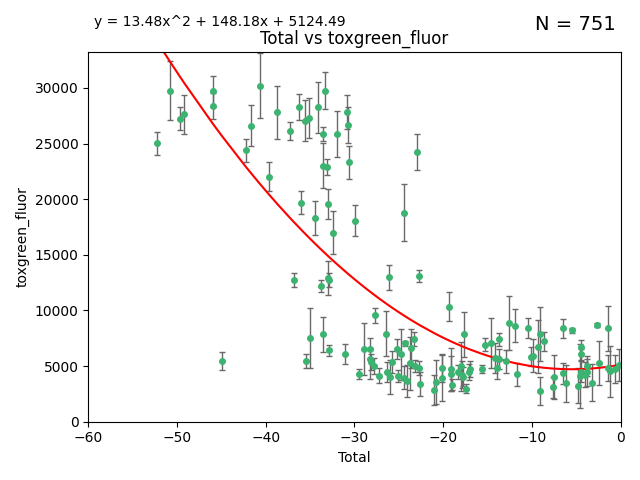 y = 13.48x^2 + 148.18x + 5124.49
N = 751
Total vs toxgreen_fluor
toxgreen_fluor
30000
25000
20000
15000
10000
5000
0
−60
−50
−40
−30
−20
−10
0
Total